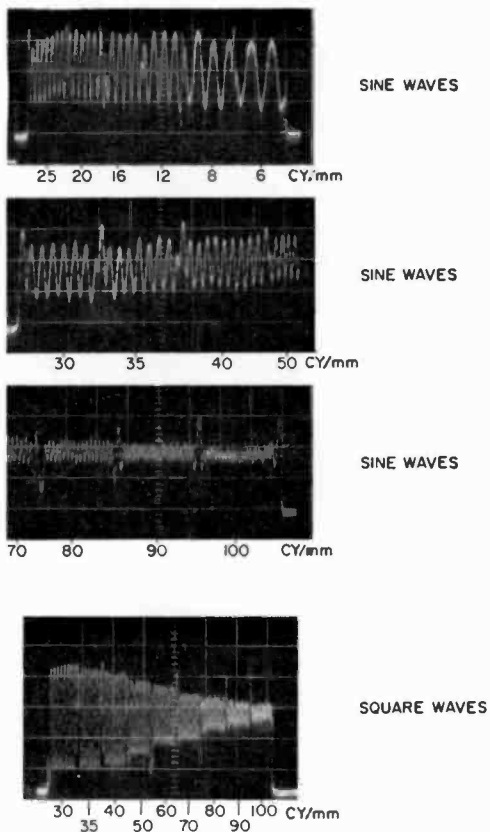 SINE WAVES
25 20 16 12 8 6 CY/mm
SINE WAVES
30 35 40 50 CY/mm
SINE WAVES
70 80 90 100 CY/mm
SQUARE WAVES
30 40 60 80 100 CY/mm
35 50 70 90